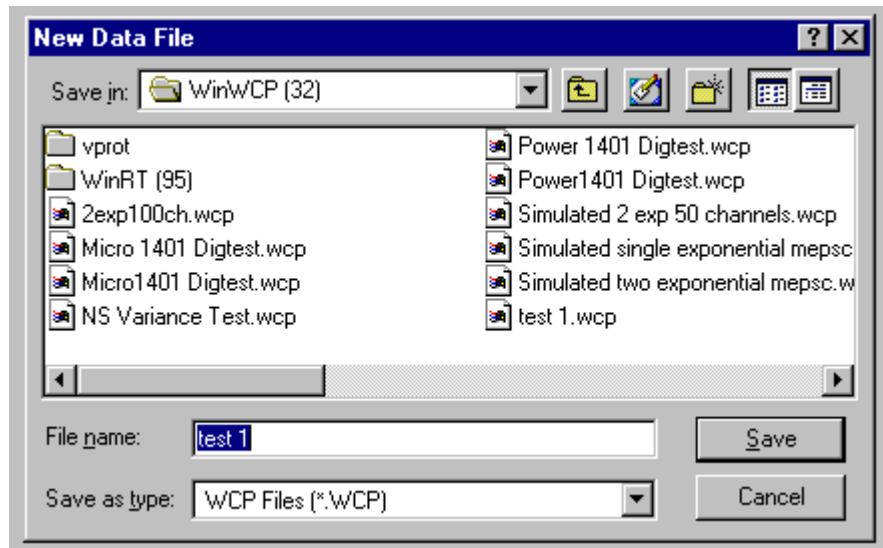 New Data File
Save in: WinWCP (32)
vprot
WinRT (95)
2exp100ch.wcp
Micro 1401 Digtest.wcp
Micro1401 Digtest.wcp
NS Variance Test.wcp
Power 1401 Digtest.wcp
Power1401 Digtest.wcp
Simulated 2 exp 50 channels.wcp
Simulated single exponential mepsc
Simulated two exponential mepsc.w
test 1.wcp
File name: test 1
Save
Save as type: WCP Files (*.WCP)
Cancel